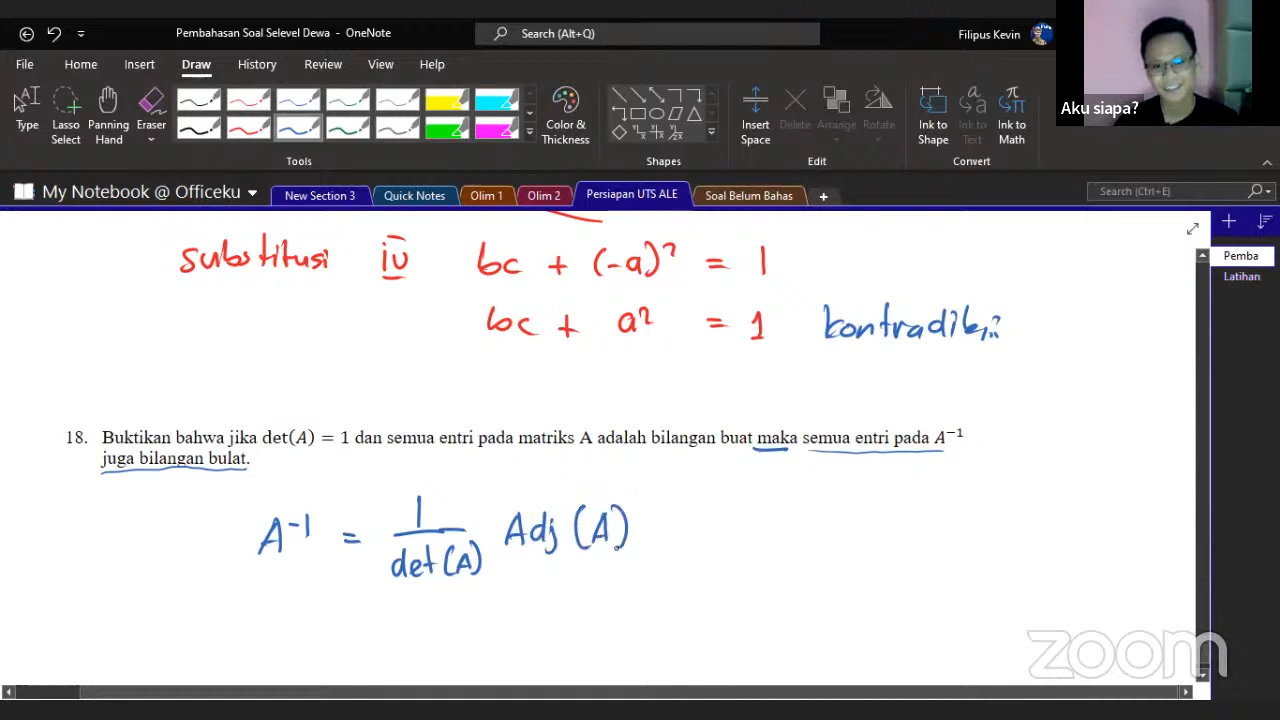 Pembahasan Soal Selevel Dewa - OneNote
Search (Alt+Q)
Filipus Kevin
File Home Insert Draw History Review View Help
Aku siapa?
Type
Lasso Select
Panning Hand
Eraser
Color & Thickness
Insert Space
Delete
Arrange
Rotate
Ink to Shape
Ink to Text
Ink to Math
Tools
Shapes
Edit
Convert
My Notebook @ Officeku
New Section 3
Quick Notes
Olim 1
Olim 2
Persiapan UTS ALE
Soal Belum Bahas
Search (Ctrl+E)
Pemba
Latihan
substitusi iv bc + (-a)² = 1
bc + a² = 1 kontradiksi
18. Buktikan bahwa jika det(A) = 1 dan semua entri pada matriks A adalah bilangan buat maka semua entri pada A⁻¹
juga bilangan bulat.
A⁻¹ = 1/det(A) Adj (A)
zoom